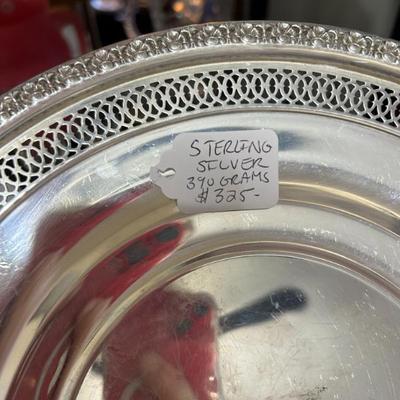 STERLING
SILVER
390 GRAMS
$325-